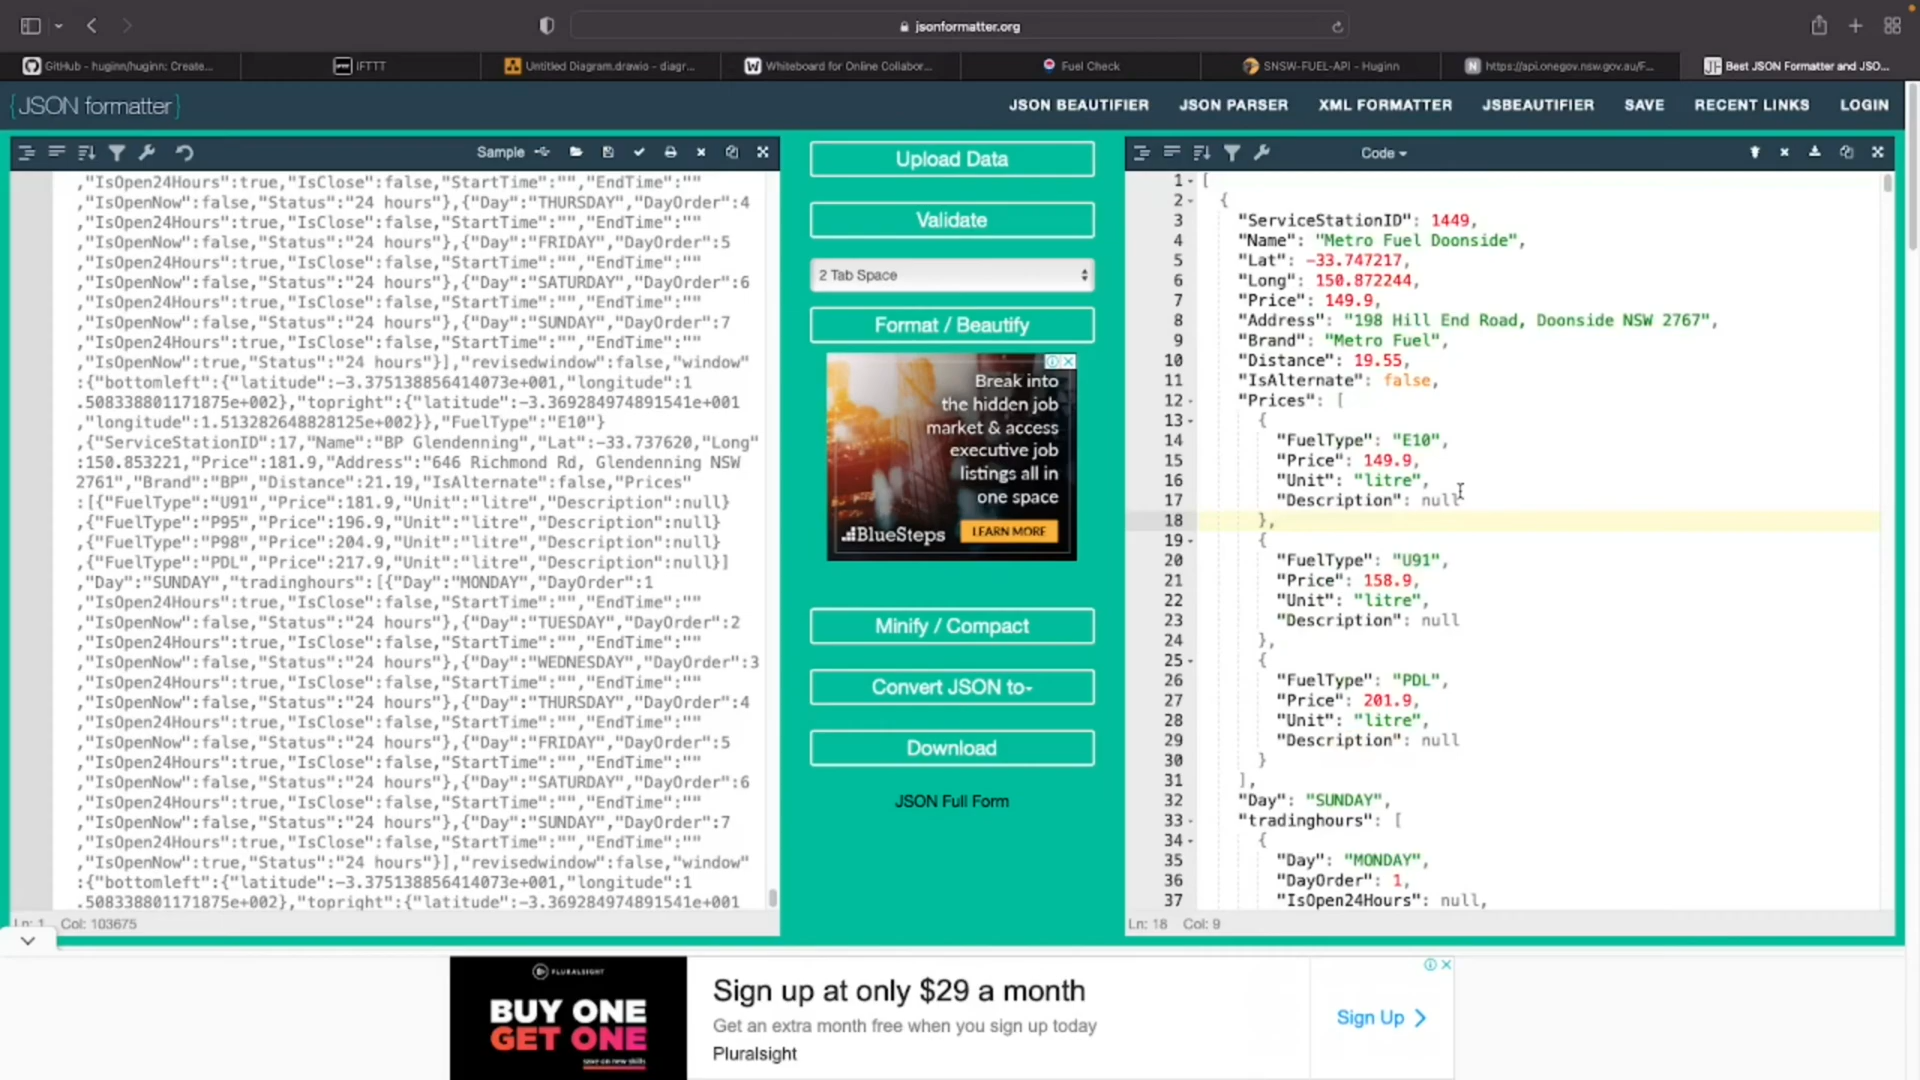 jsonformatter.org
GitHub - huginn/huginn: Create...
IFTTT
Untitled Diagram.drawio - diagr...
Whiteboard for Online Collabor...
Fuel Check
SNSW-FUEL-API - Huginn
https://api.onegov.nsw.gov.au/F...
Best JSON Formatter and JSO...
{JSON formatter}
JSON BEAUTIFIER
JSON PARSER
XML FORMATTER
JSBEAUTIFIER
SAVE
RECENT LINKS
LOGIN
Sample
,"IsOpen24Hours":true,"IsClose":false,"StartTime":"","EndTime":""
,"IsOpenNow":false,"Status":"24 hours"},{"Day":"THURSDAY","DayOrder":4
,"IsOpen24Hours":true,"IsClose":false,"StartTime":"","EndTime":""
,"IsOpenNow":false,"Status":"24 hours"},{"Day":"FRIDAY","DayOrder":5
,"IsOpen24Hours":true,"IsClose":false,"StartTime":"","EndTime":""
,"IsOpenNow":false,"Status":"24 hours"},{"Day":"SATURDAY","DayOrder":6
,"IsOpen24Hours":true,"IsClose":false,"StartTime":"","EndTime":""
,"IsOpenNow":false,"Status":"24 hours"},{"Day":"SUNDAY","DayOrder":7
,"IsOpen24Hours":true,"IsClose":false,"StartTime":"","EndTime":""
,"IsOpenNow":true,"Status":"24 hours"}],"revisedwindow":false,"window"
:{"bottomleft":{"latitude":-3.375138856414073e+001,"longitude":1
.508338801171875e+002},"topright":{"latitude":-3.369284974891541e+001
,"longitude":1.513282648828125e+002}},"FuelType":"E10"}
,{"ServiceStationID":17,"Name":"BP Glendenning","Lat":-33.737620,"Long"
:150.853221,"Price":181.9,"Address":"646 Richmond Rd, Glendenning NSW
2761","Brand":"BP","Distance":21.19,"IsAlternate":false,"Prices"
:[{"FuelType":"U91","Price":181.9,"Unit":"litre","Description":null}
,{"FuelType":"P95","Price":196.9,"Unit":"litre","Description":null}
,{"FuelType":"P98","Price":204.9,"Unit":"litre","Description":null}
,{"FuelType":"PDL","Price":217.9,"Unit":"litre","Description":null}]
,"Day":"SUNDAY","tradinghours":[{"Day":"MONDAY","DayOrder":1
,"IsOpen24Hours":true,"IsClose":false,"StartTime":"","EndTime":""
,"IsOpenNow":false,"Status":"24 hours"},{"Day":"TUESDAY","DayOrder":2
,"IsOpen24Hours":true,"IsClose":false,"StartTime":"","EndTime":""
,"IsOpenNow":false,"Status":"24 hours"},{"Day":"WEDNESDAY","DayOrder":3
,"IsOpen24Hours":true,"IsClose":false,"StartTime":"","EndTime":""
,"IsOpenNow":false,"Status":"24 hours"},{"Day":"THURSDAY","DayOrder":4
,"IsOpen24Hours":true,"IsClose":false,"StartTime":"","EndTime":""
,"IsOpenNow":false,"Status":"24 hours"},{"Day":"FRIDAY","DayOrder":5
,"IsOpen24Hours":true,"IsClose":false,"StartTime":"","EndTime":""
,"IsOpenNow":false,"Status":"24 hours"},{"Day":"SATURDAY","DayOrder":6
,"IsOpen24Hours":true,"IsClose":false,"StartTime":"","EndTime":""
,"IsOpenNow":false,"Status":"24 hours"},{"Day":"SUNDAY","DayOrder":7
,"IsOpen24Hours":true,"IsClose":false,"StartTime":"","EndTime":""
,"IsOpenNow":true,"Status":"24 hours"}],"revisedwindow":false,"window"
:{"bottomleft":{"latitude":-3.375138856414073e+001,"longitude":1
.508338801171875e+002},"topright":{"latitude":-3.369284974891541e+001
Ln: 1 Col: 103675
Upload Data
Validate
2 Tab Space
Format / Beautify
Break into
the hidden job
market & access
executive job
listings all in
one space
BlueSteps
LEARN MORE
Minify / Compact
Convert JSON to
Download
JSON Full Form
Code
1 [
2 {
3 "ServiceStationID": 1449,
4 "Name": "Metro Fuel Doonside",
5 "Lat": -33.747217,
6 "Long": 150.872244,
7 "Price": 149.9,
8 "Address": "198 Hill End Road, Doonside NSW 2767",
9 "Brand": "Metro Fuel",
10 "Distance": 19.55,
11 "IsAlternate": false,
12 "Prices": [
13 {
14 "FuelType": "E10",
15 "Price": 149.9,
16 "Unit": "litre",
17 "Description": null
18 },
19 {
20 "FuelType": "U91",
21 "Price": 158.9,
22 "Unit": "litre",
23 "Description": null
24 },
25 {
26 "FuelType": "PDL",
27 "Price": 201.9,
28 "Unit": "litre",
29 "Description": null
30 }
31 ],
32 "Day": "SUNDAY",
33 "tradinghours": [
34 {
35 "Day": "MONDAY",
36 "DayOrder": 1,
37 "IsOpen24Hours": null,
Ln: 18 Col: 9
PLURALSIGHT
BUY ONE
GET ONE
save on new skills
Sign up at only $29 a month
Get an extra month free when you sign up today
Pluralsight
Sign Up